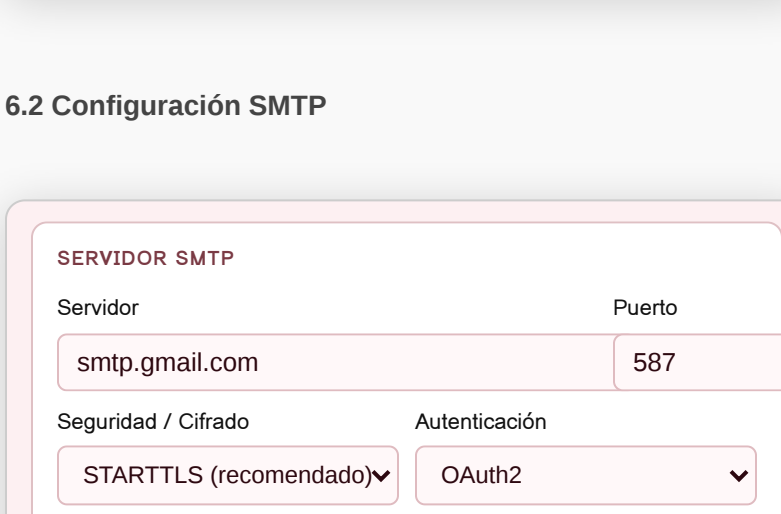 6.2 Configuración SMTP
SERVIDOR SMTP
Servidor Puerto
smtp.gmail.com 587
Seguridad / Cifrado Autenticación
STARTTLS (recomendado) OAuth2